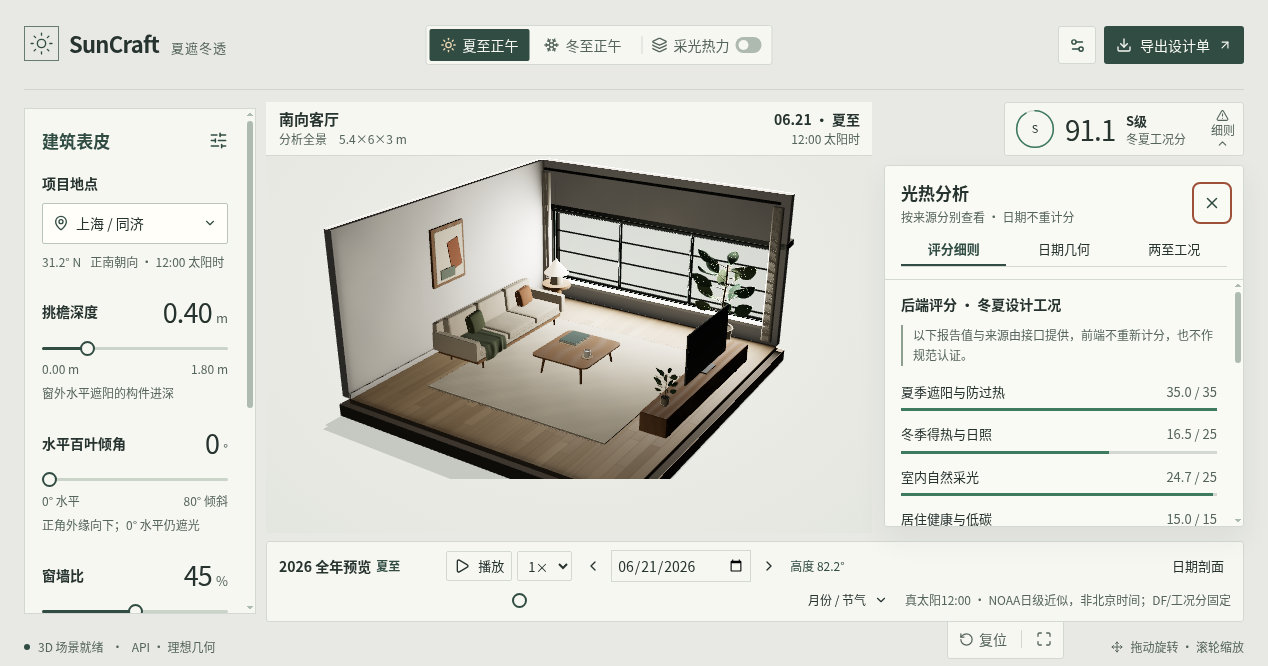 SunCraft 夏遮冬透
夏至正午 冬至正午 采光热力
导出设计单
建筑表皮
项目地点
上海 / 同济
31.2° N 正南朝向 · 12:00 太阳时
挑檐深度 0.40 m
0.00 m 1.80 m
窗外水平遮阳的构件进深
水平百叶倾角 0 °
0° 水平 80° 倾斜
正角外缘向下；0° 水平仍遮光
窗墙比 45 %
南向客厅 06.21 · 夏至
分析全景 5.4×6×3 m 12:00 太阳时
S 91.1 S级 细则
冬夏工况分
光热分析
按来源分别查看 · 日期不重计分
评分细则 日期几何 两至工况
后端评分 · 冬夏设计工况
以下报告值与来源由接口提供，前端不重新计分，也不作
规范认证。
夏季遮阳与防过热 35.0 / 35
冬季得热与日照 16.5 / 25
室内自然采光 24.7 / 25
居住健康与低碳 15.0 / 15
2026 全年预览 夏至 播放 1× 06/21/2026 高度 82.2° 日期剖面
月份 / 节气 真太阳12:00 · NOAA日级近似，非北京时间；DF/工况分固定
3D 场景就绪 · API · 理想几何
复位
拖动旋转 · 滚轮缩放